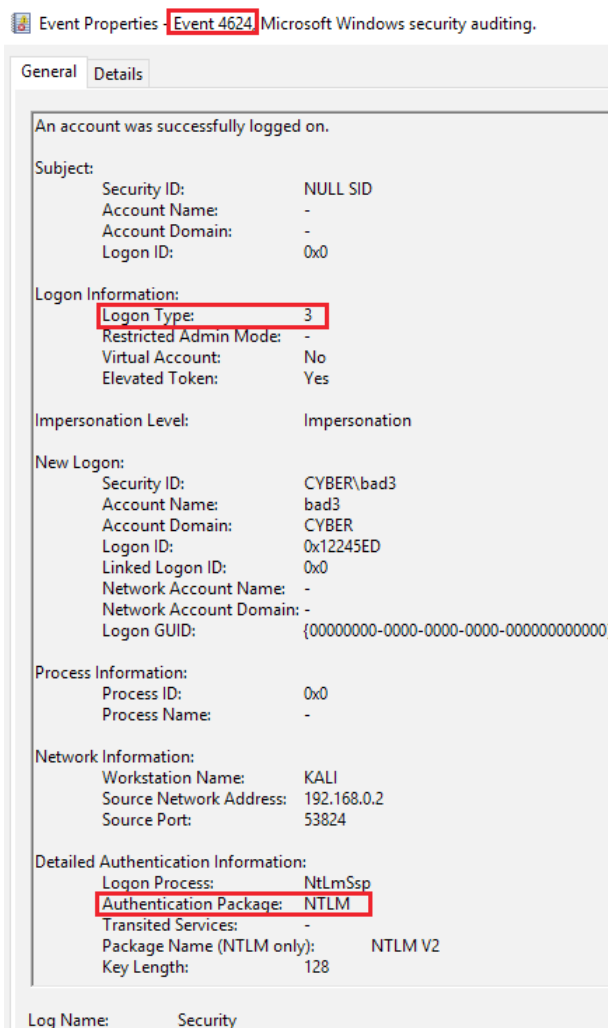 Event Properties - Event 4624, Microsoft Windows security auditing.
General Details
An account was successfully logged on.
Subject:
Security ID: NULL SID
Account Name: -
Account Domain: -
Logon ID: 0x0
Logon Information:
Logon Type: 3
Restricted Admin Mode: -
Virtual Account: No
Elevated Token: Yes
Impersonation Level: Impersonation
New Logon:
Security ID: CYBER\bad3
Account Name: bad3
Account Domain: CYBER
Logon ID: 0x12245ED
Linked Logon ID: 0x0
Network Account Name: -
Network Account Domain: -
Logon GUID: {00000000-0000-0000-0000-000000000000}
Process Information:
Process ID: 0x0
Process Name: -
Network Information:
Workstation Name: KALI
Source Network Address: 192.168.0.2
Source Port: 53824
Detailed Authentication Information:
Logon Process: NtLmSsp
Authentication Package: NTLM
Transited Services: -
Package Name (NTLM only): NTLM V2
Key Length: 128
Log Name: Security